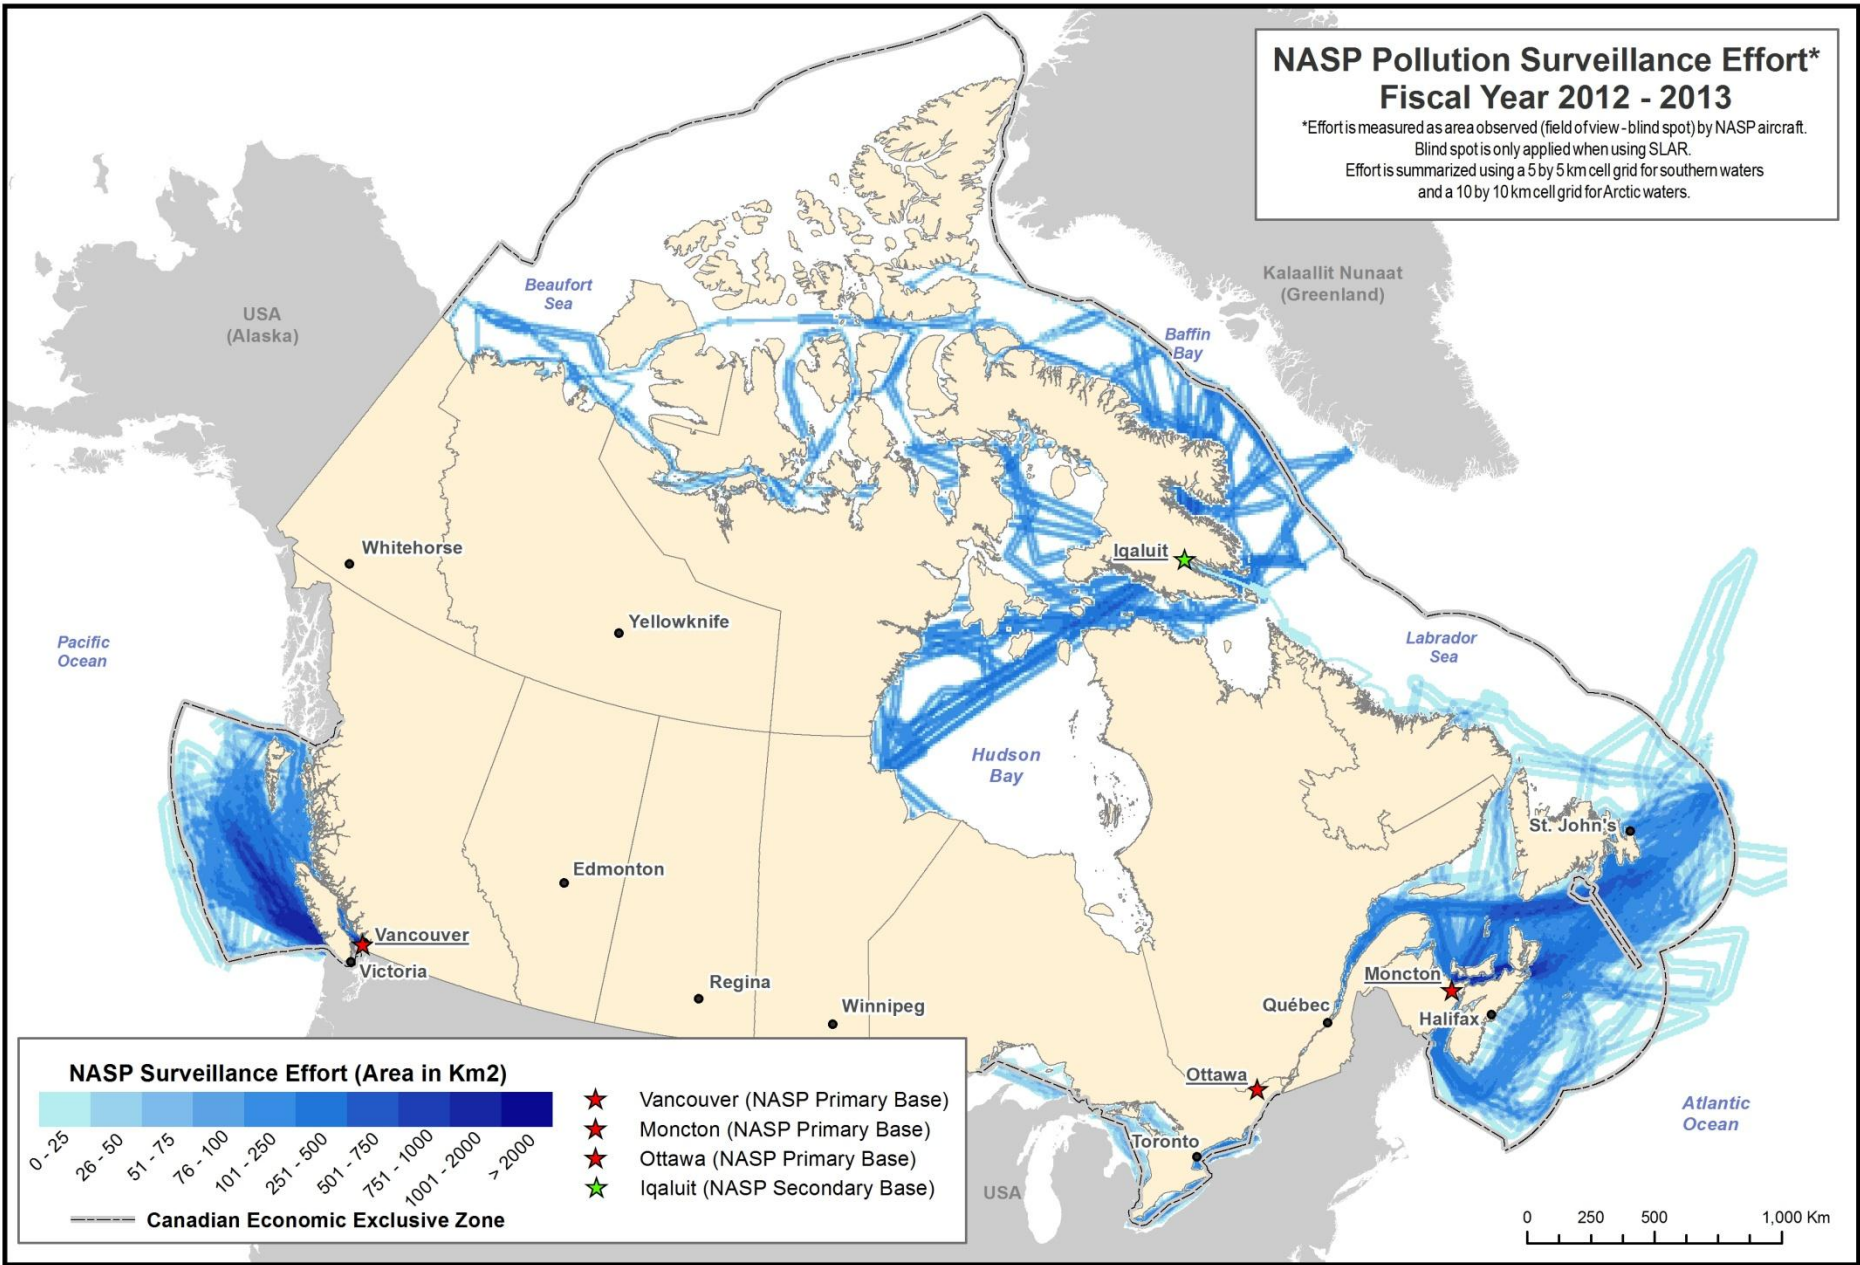 NASP Pollution Surveillance Effort*
Fiscal Year 2012 - 2013
*Effort is measured as area observed (field of view - blind spot) by NASP aircraft.
Blind spot is only applied when using SLAR.
Effort is summarized using a 5 by 5 km cell grid for southern waters
and a 10 by 10 km cell grid for Arctic waters.
Beaufort
Sea
USA
(Alaska)
Kalaallit Nunaat
(Greenland)
Baffin
Bay
Whitehorse
Iqaluit
Yellowknife
Pacific
Ocean
Labrador
Sea
Hudson
Bay
St. John's
Edmonton
Vancouver
Victoria
Regina
Winnipeg
Moncton
Québec
Halifax
Ottawa
Toronto
Atlantic
Ocean
USA
NASP Surveillance Effort (Area in Km2)
0 - 25
26 - 50
51 - 75
76 - 100
101 - 250
251 - 500
501 - 750
751 - 1000
1001 - 2000
> 2000
Canadian Economic Exclusive Zone
Vancouver (NASP Primary Base)
Moncton (NASP Primary Base)
Ottawa (NASP Primary Base)
Iqaluit (NASP Secondary Base)
0 250 500 1,000 Km